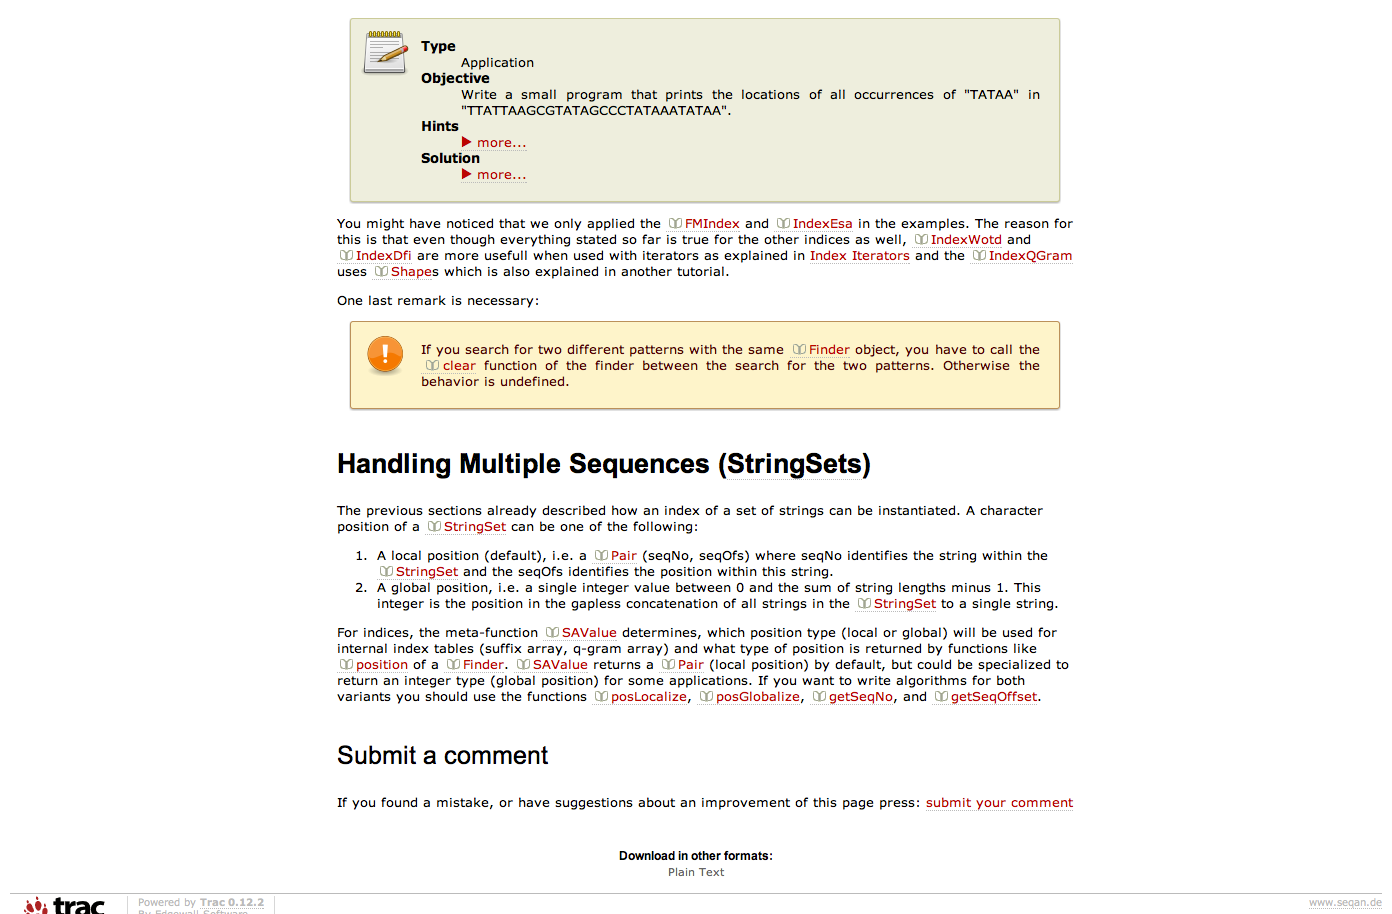 Type
Application
Objective
Write a small program that prints the locations of all occurrences of "TATAA" in
"TTATTAAGCGTATAGCCCTATAAATATAA".
Hints
▶ more...
Solution
▶ more...
You might have noticed that we only applied the FMIndex and IndexEsa in the examples. The reason for
this is that even though everything stated so far is true for the other indices as well, IndexWotd and
IndexDfi are more usefull when used with iterators as explained in Index Iterators and the IndexQGram
uses Shapes which is also explained in another tutorial.
One last remark is necessary:
If you search for two different patterns with the same Finder object, you have to call the
clear function of the finder between the search for the two patterns. Otherwise the
behavior is undefined.
Handling Multiple Sequences (StringSets)
The previous sections already described how an index of a set of strings can be instantiated. A character
position of a StringSet can be one of the following:
1. A local position (default), i.e. a Pair (seqNo, seqOfs) where seqNo identifies the string within the
StringSet and the seqOfs identifies the position within this string.
2. A global position, i.e. a single integer value between 0 and the sum of string lengths minus 1. This
integer is the position in the gapless concatenation of all strings in the StringSet to a single string.
For indices, the meta-function SAValue determines, which position type (local or global) will be used for
internal index tables (suffix array, q-gram array) and what type of position is returned by functions like
position of a Finder. SAValue returns a Pair (local position) by default, but could be specialized to
return an integer type (global position) for some applications. If you want to write algorithms for both
variants you should use the functions posLocalize, posGlobalize, getSeqNo, and getSeqOffset.
Submit a comment
If you found a mistake, or have suggestions about an improvement of this page press: submit your comment
Download in other formats:
Plain Text
trac
Powered by Trac 0.12.2
By Edgewall Software
www.seqan.de